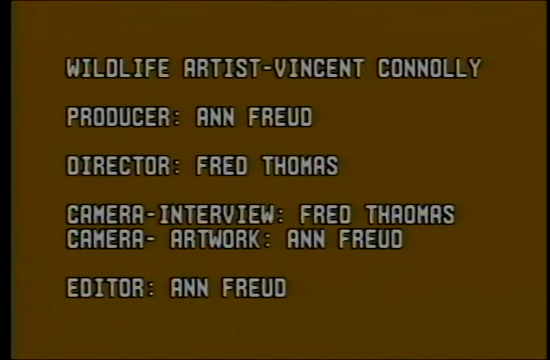 WILDLIFE ARTIST-VINCENT CONNOLLY
PRODUCER: ANN FREUD
DIRECTOR: FRED THOMAS
CAMERA-INTERVIEW: FRED THAOMAS
CAMERA- ARTWORK: ANN FREUD
EDITOR: ANN FREUD